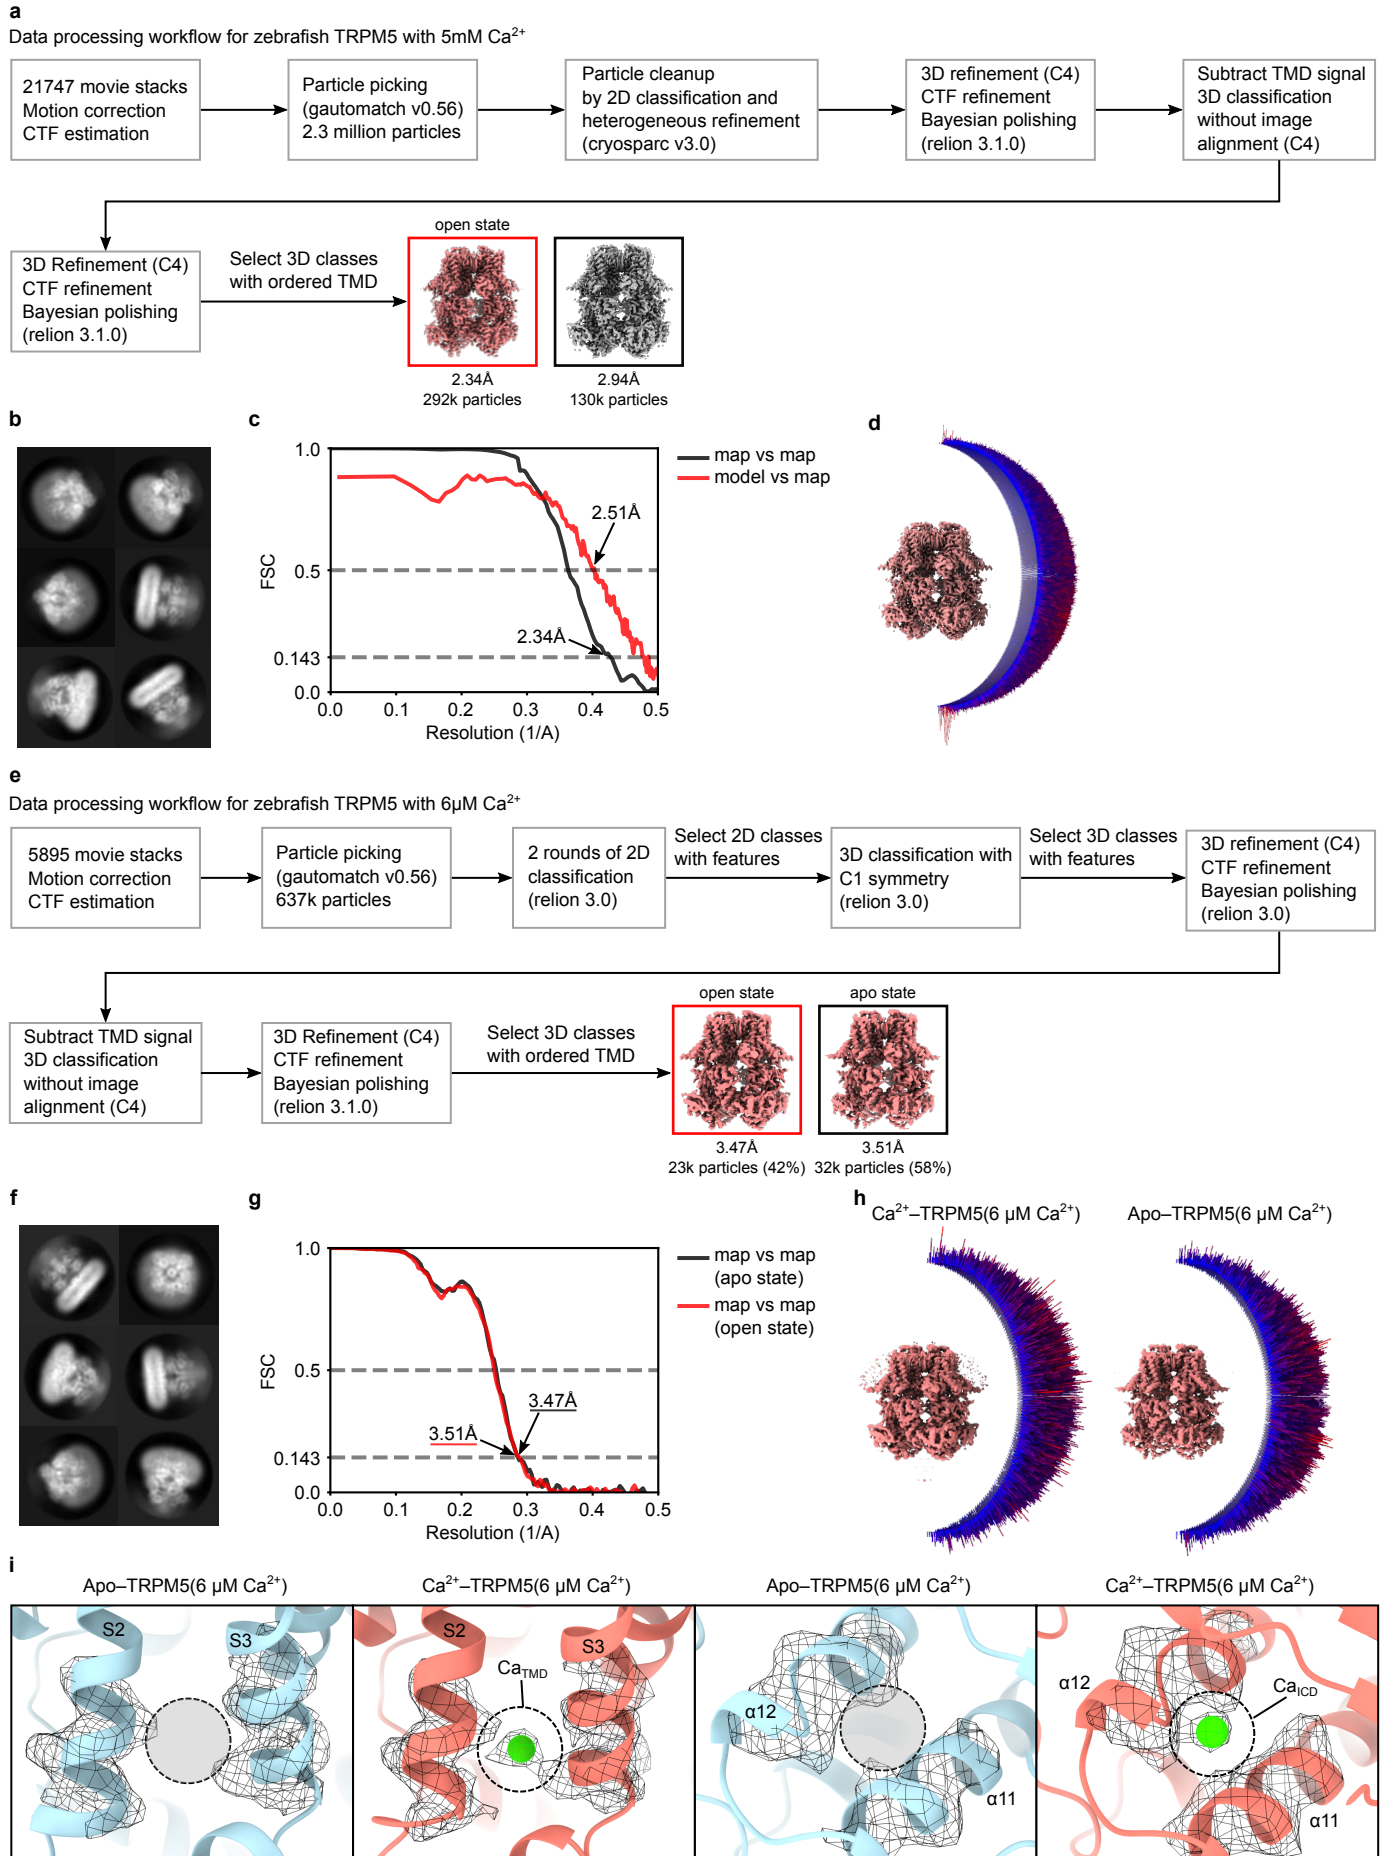 a
Data processing workflow for zebrafish TRPM5 with 5mM Ca²⁺
21747 movie stacks
Motion correction
CTF estimation
Particle picking
(gautomatch v0.56)
2.3 million particles
Particle cleanup
by 2D classification and
heterogeneous refinement
(cryosparc v3.0)
3D refinement (C4)
CTF refinement
Bayesian polishing
(relion 3.1.0)
Subtract TMD signal
3D classification
without image
alignment (C4)
3D Refinement (C4)
CTF refinement
Bayesian polishing
(relion 3.1.0)
Select 3D classes
with ordered TMD
open state
2.34Å
292k particles
2.94Å
130k particles
b
c
1.0
0.5
0.143
0.0
FSC
0.0 0.1 0.2 0.3 0.4 0.5
Resolution (1/A)
2.51Å
2.34Å
map vs map
model vs map
d
e
Data processing workflow for zebrafish TRPM5 with 6µM Ca²⁺
5895 movie stacks
Motion correction
CTF estimation
Particle picking
(gautomatch v0.56)
637k particles
2 rounds of 2D
classification
(relion 3.0)
Select 2D classes
with features
3D classification with
C1 symmetry
(relion 3.0)
Select 3D classes
with features
3D refinement (C4)
CTF refinement
Bayesian polishing
(relion 3.0)
Subtract TMD signal
3D classification
without image
alignment (C4)
3D Refinement (C4)
CTF refinement
Bayesian polishing
(relion 3.1.0)
Select 3D classes
with ordered TMD
open state
3.47Å
23k particles (42%)
apo state
3.51Å
32k particles (58%)
f
g
1.0
0.5
0.143
0.0
FSC
0.0 0.1 0.2 0.3 0.4 0.5
Resolution (1/A)
3.47Å
3.51Å
map vs map
(apo state)
map vs map
(open state)
h
Ca²⁺–TRPM5(6 µM Ca²⁺)
Apo–TRPM5(6 µM Ca²⁺)
i
Apo–TRPM5(6 µM Ca²⁺)
S2
S3
Ca²⁺–TRPM5(6 µM Ca²⁺)
S2
S3
Ca_TMD
Apo–TRPM5(6 µM Ca²⁺)
α12
α11
Ca²⁺–TRPM5(6 µM Ca²⁺)
α12
Ca_ICD
α11